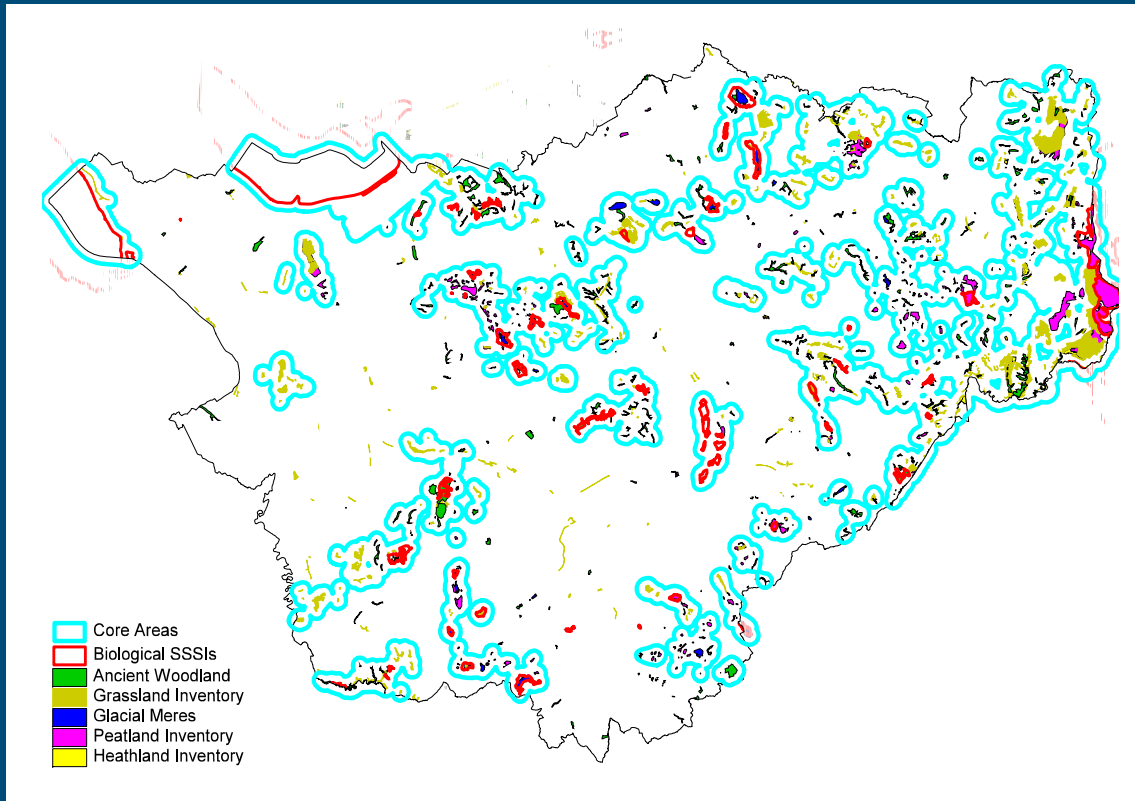 Core Areas
Biological SSSIs
Ancient Woodland
Grassland Inventory
Glacial Meres
Peatland Inventory
Heathland Inventory